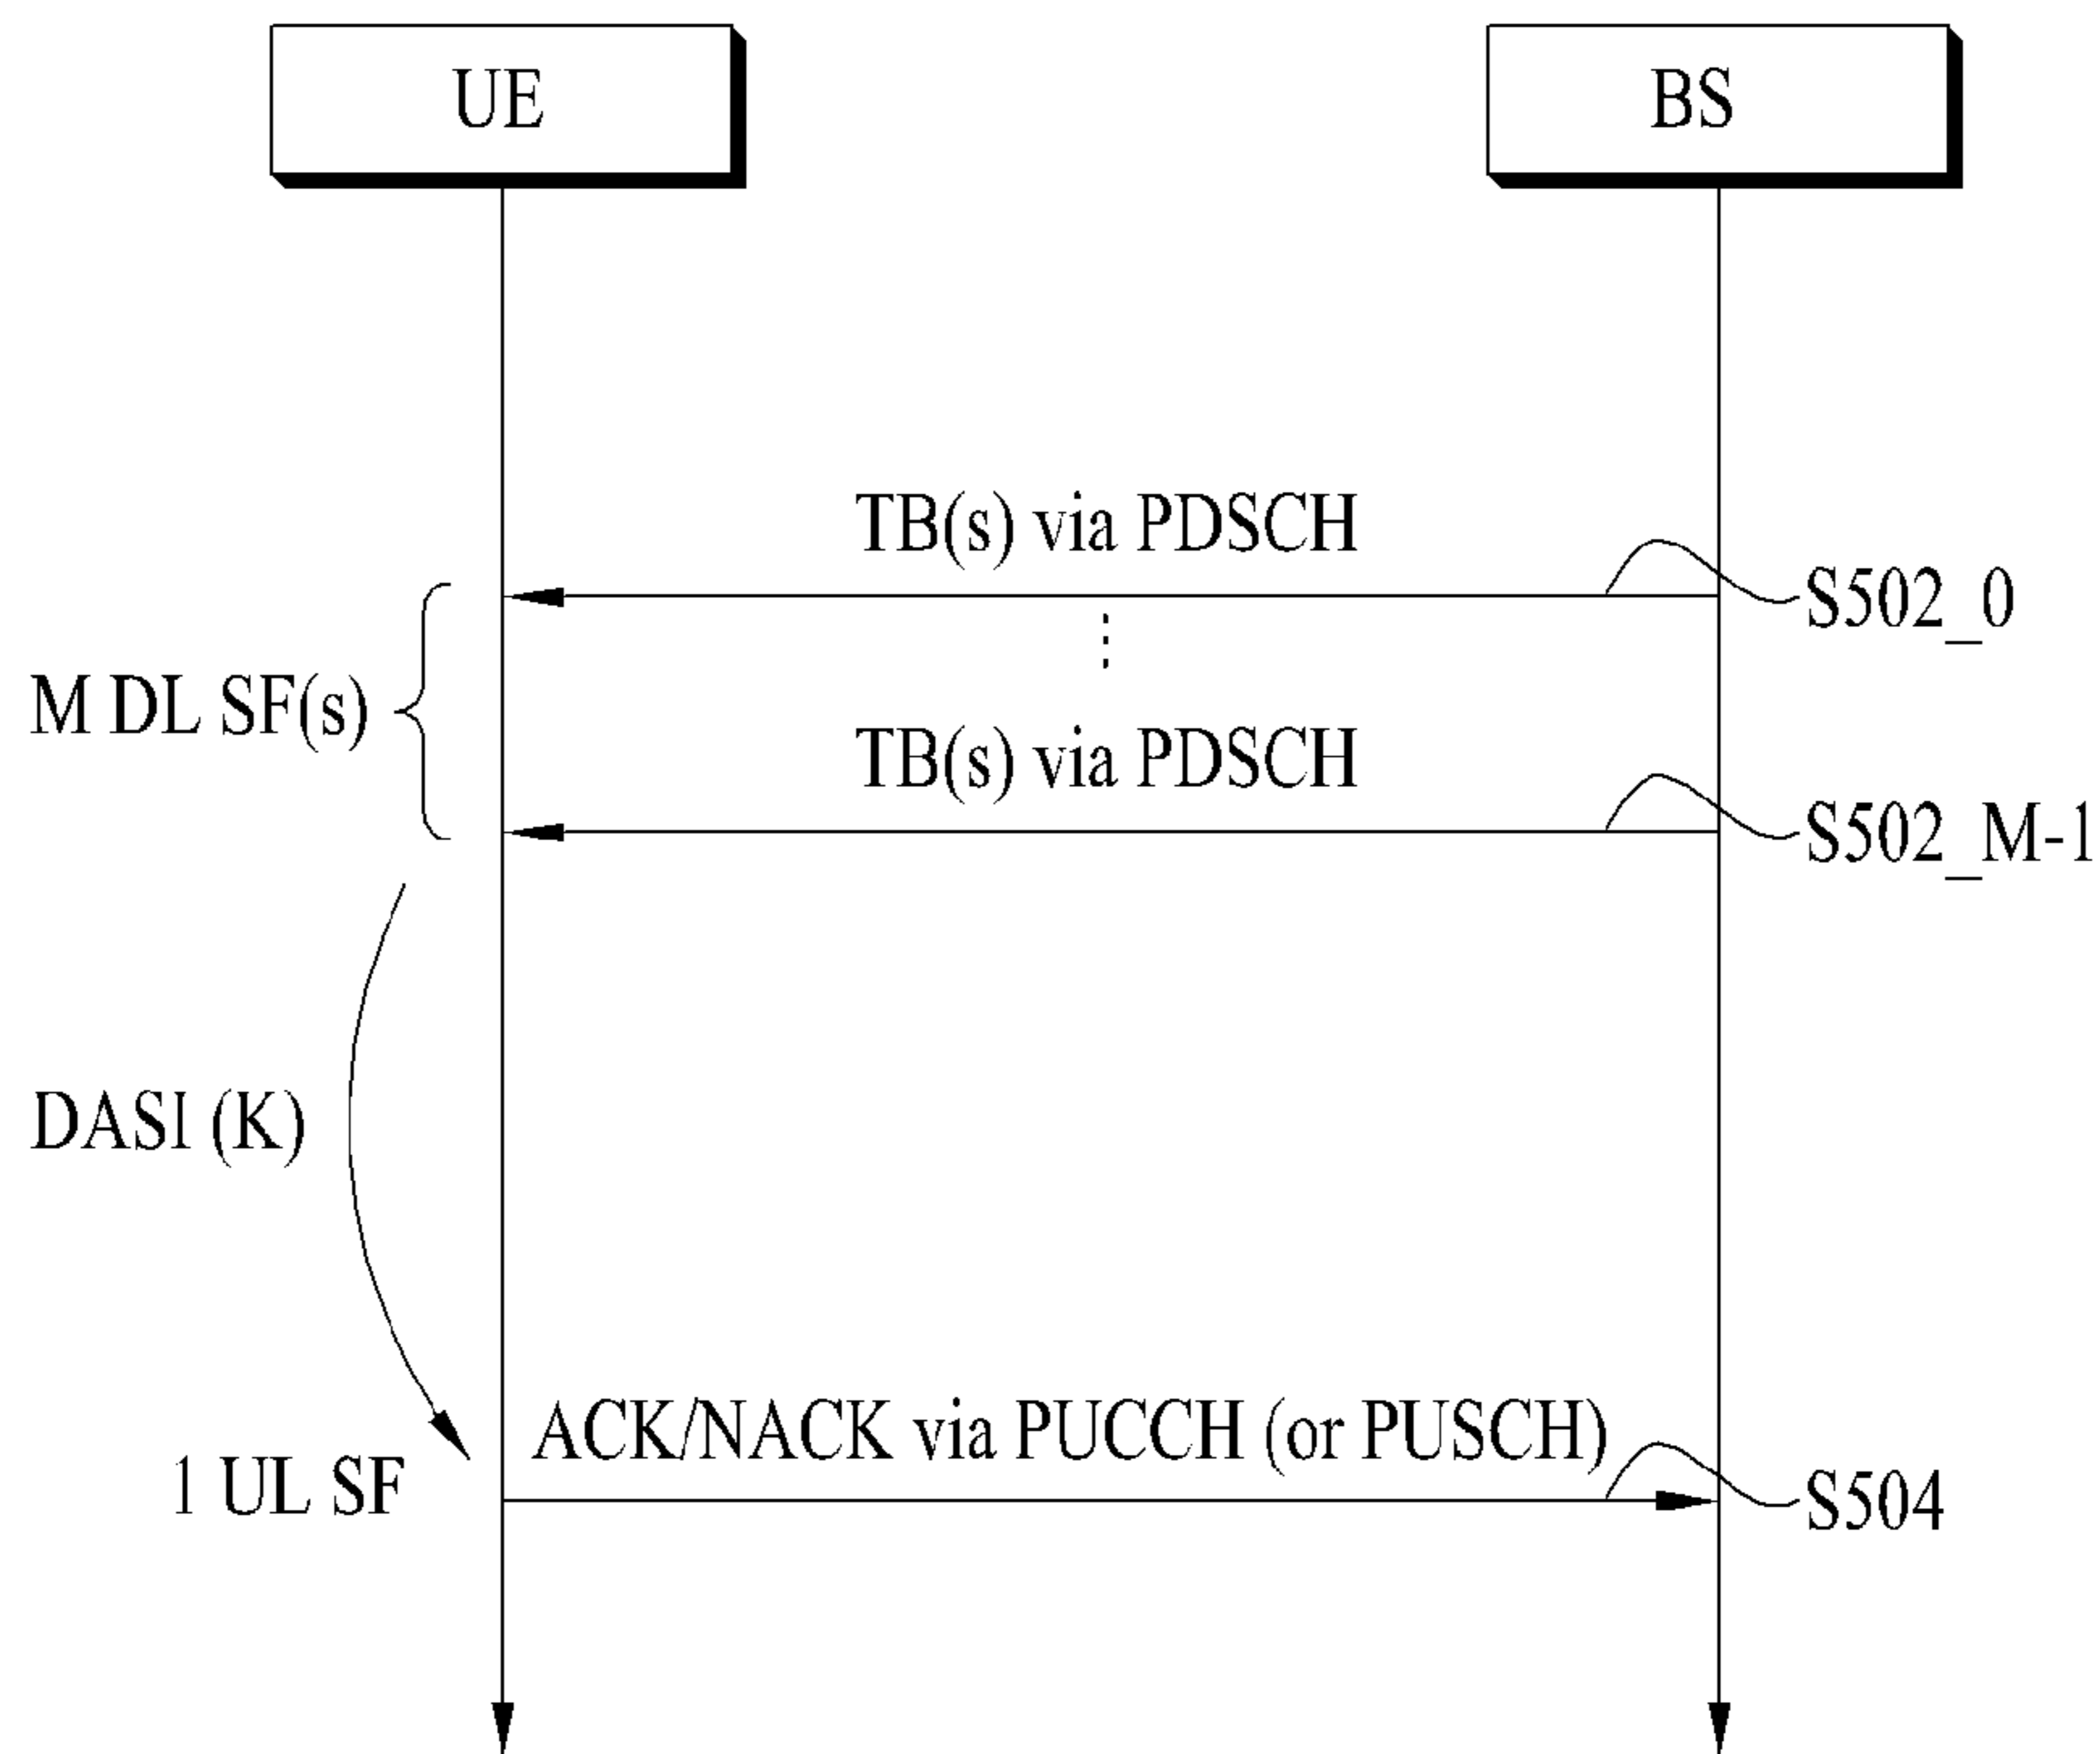 UE
BS
TB(s) via PDSCH
S502_0
M DL SF(s)
TB(s) via PDSCH
S502_M-1
DASI (K)
ACK/NACK via PUCCH (or PUSCH)
1 UL SF
S504